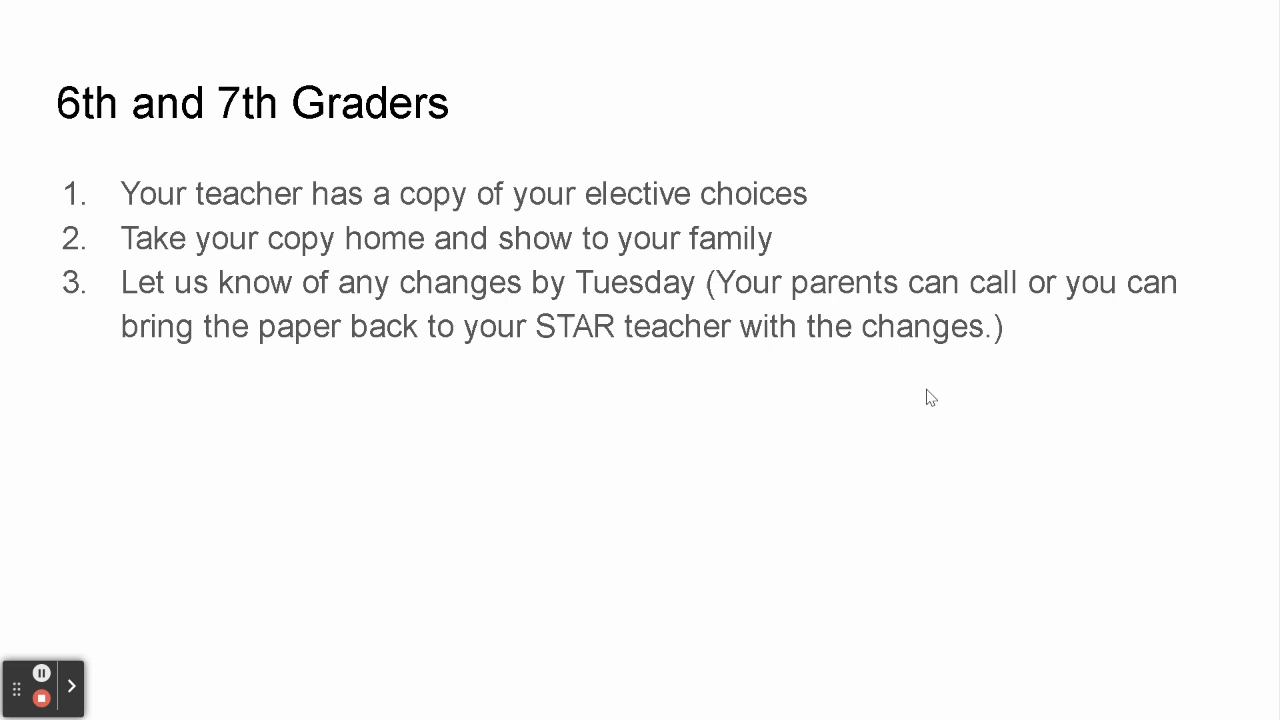 6th and 7th Graders
1. Your teacher has a copy of your elective choices
2. Take your copy home and show to your family
3. Let us know of any changes by Tuesday (Your parents can call or you can
bring the paper back to your STAR teacher with the changes.)